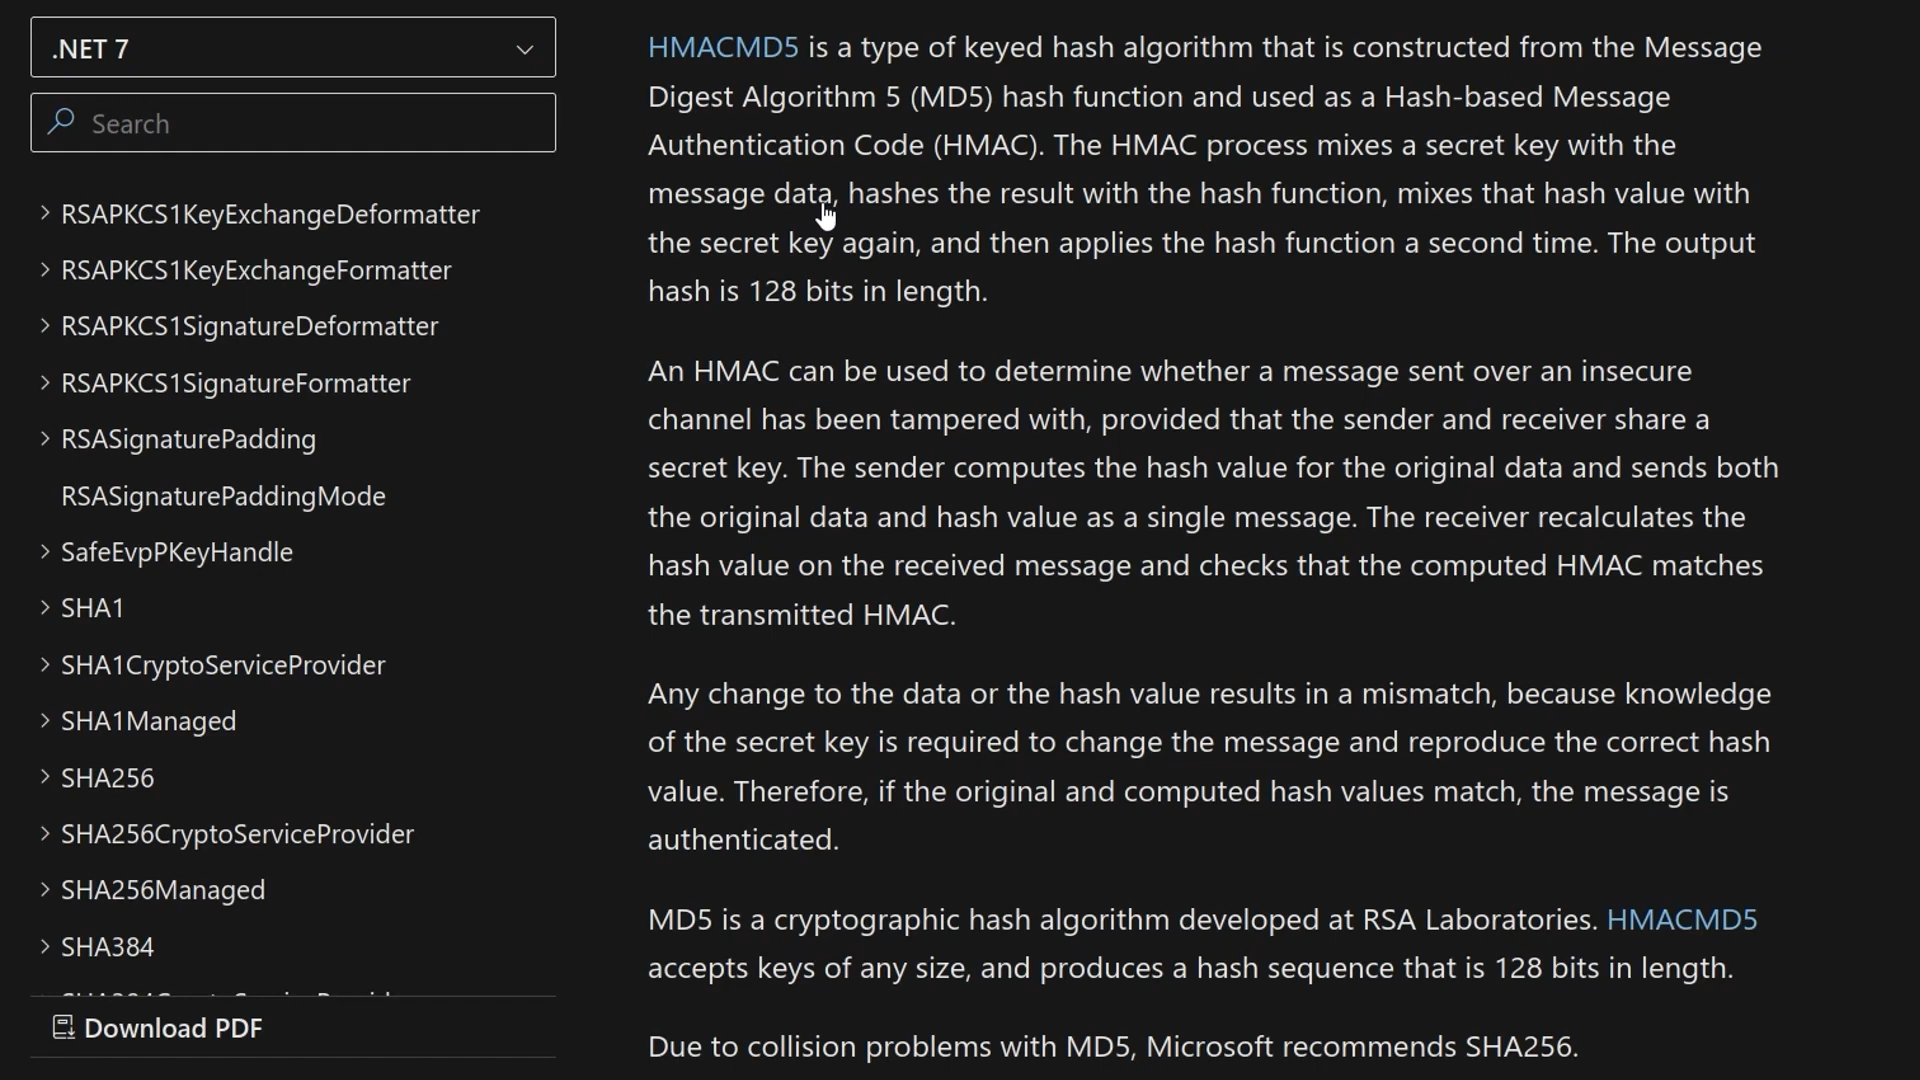 .NET 7
Search
RSAPKCS1KeyExchangeDeformatter
RSAPKCS1KeyExchangeFormatter
RSAPKCS1SignatureDeformatter
RSAPKCS1SignatureFormatter
RSASignaturePadding
RSASignaturePaddingMode
SafeEvpPKeyHandle
SHA1
SHA1CryptoServiceProvider
SHA1Managed
SHA256
SHA256CryptoServiceProvider
SHA256Managed
SHA384
Download PDF
HMACMD5 is a type of keyed hash algorithm that is constructed from the Message
Digest Algorithm 5 (MD5) hash function and used as a Hash-based Message
Authentication Code (HMAC). The HMAC process mixes a secret key with the
message data, hashes the result with the hash function, mixes that hash value with
the secret key again, and then applies the hash function a second time. The output
hash is 128 bits in length.
An HMAC can be used to determine whether a message sent over an insecure
channel has been tampered with, provided that the sender and receiver share a
secret key. The sender computes the hash value for the original data and sends both
the original data and hash value as a single message. The receiver recalculates the
hash value on the received message and checks that the computed HMAC matches
the transmitted HMAC.
Any change to the data or the hash value results in a mismatch, because knowledge
of the secret key is required to change the message and reproduce the correct hash
value. Therefore, if the original and computed hash values match, the message is
authenticated.
MD5 is a cryptographic hash algorithm developed at RSA Laboratories. HMACMD5
accepts keys of any size, and produces a hash sequence that is 128 bits in length.
Due to collision problems with MD5, Microsoft recommends SHA256.